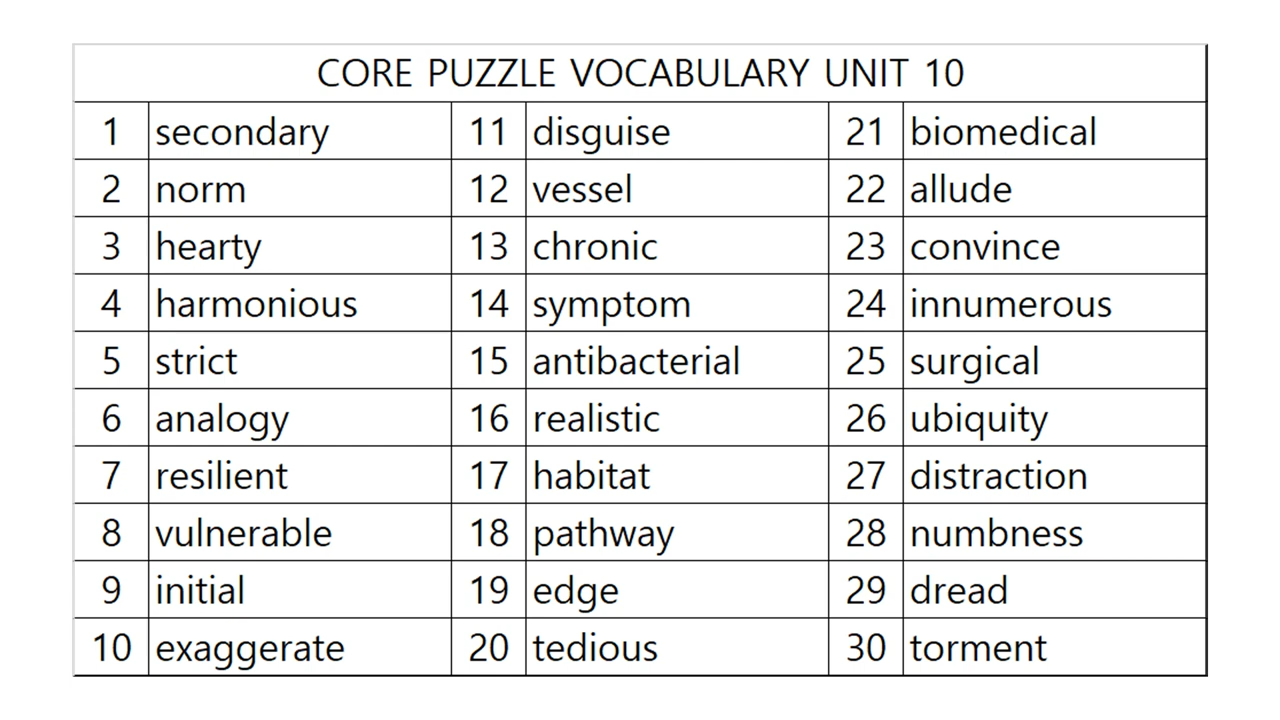 CORE PUZZLE VOCABULARY UNIT 10
1 secondary 11 disguise 21 biomedical
2 norm 12 vessel 22 allude
3 hearty 13 chronic 23 convince
4 harmonious 14 symptom 24 innumerous
5 strict 15 antibacterial 25 surgical
6 analogy 16 realistic 26 ubiquity
7 resilient 17 habitat 27 distraction
8 vulnerable 18 pathway 28 numbness
9 initial 19 edge 29 dread
10 exaggerate 20 tedious 30 torment